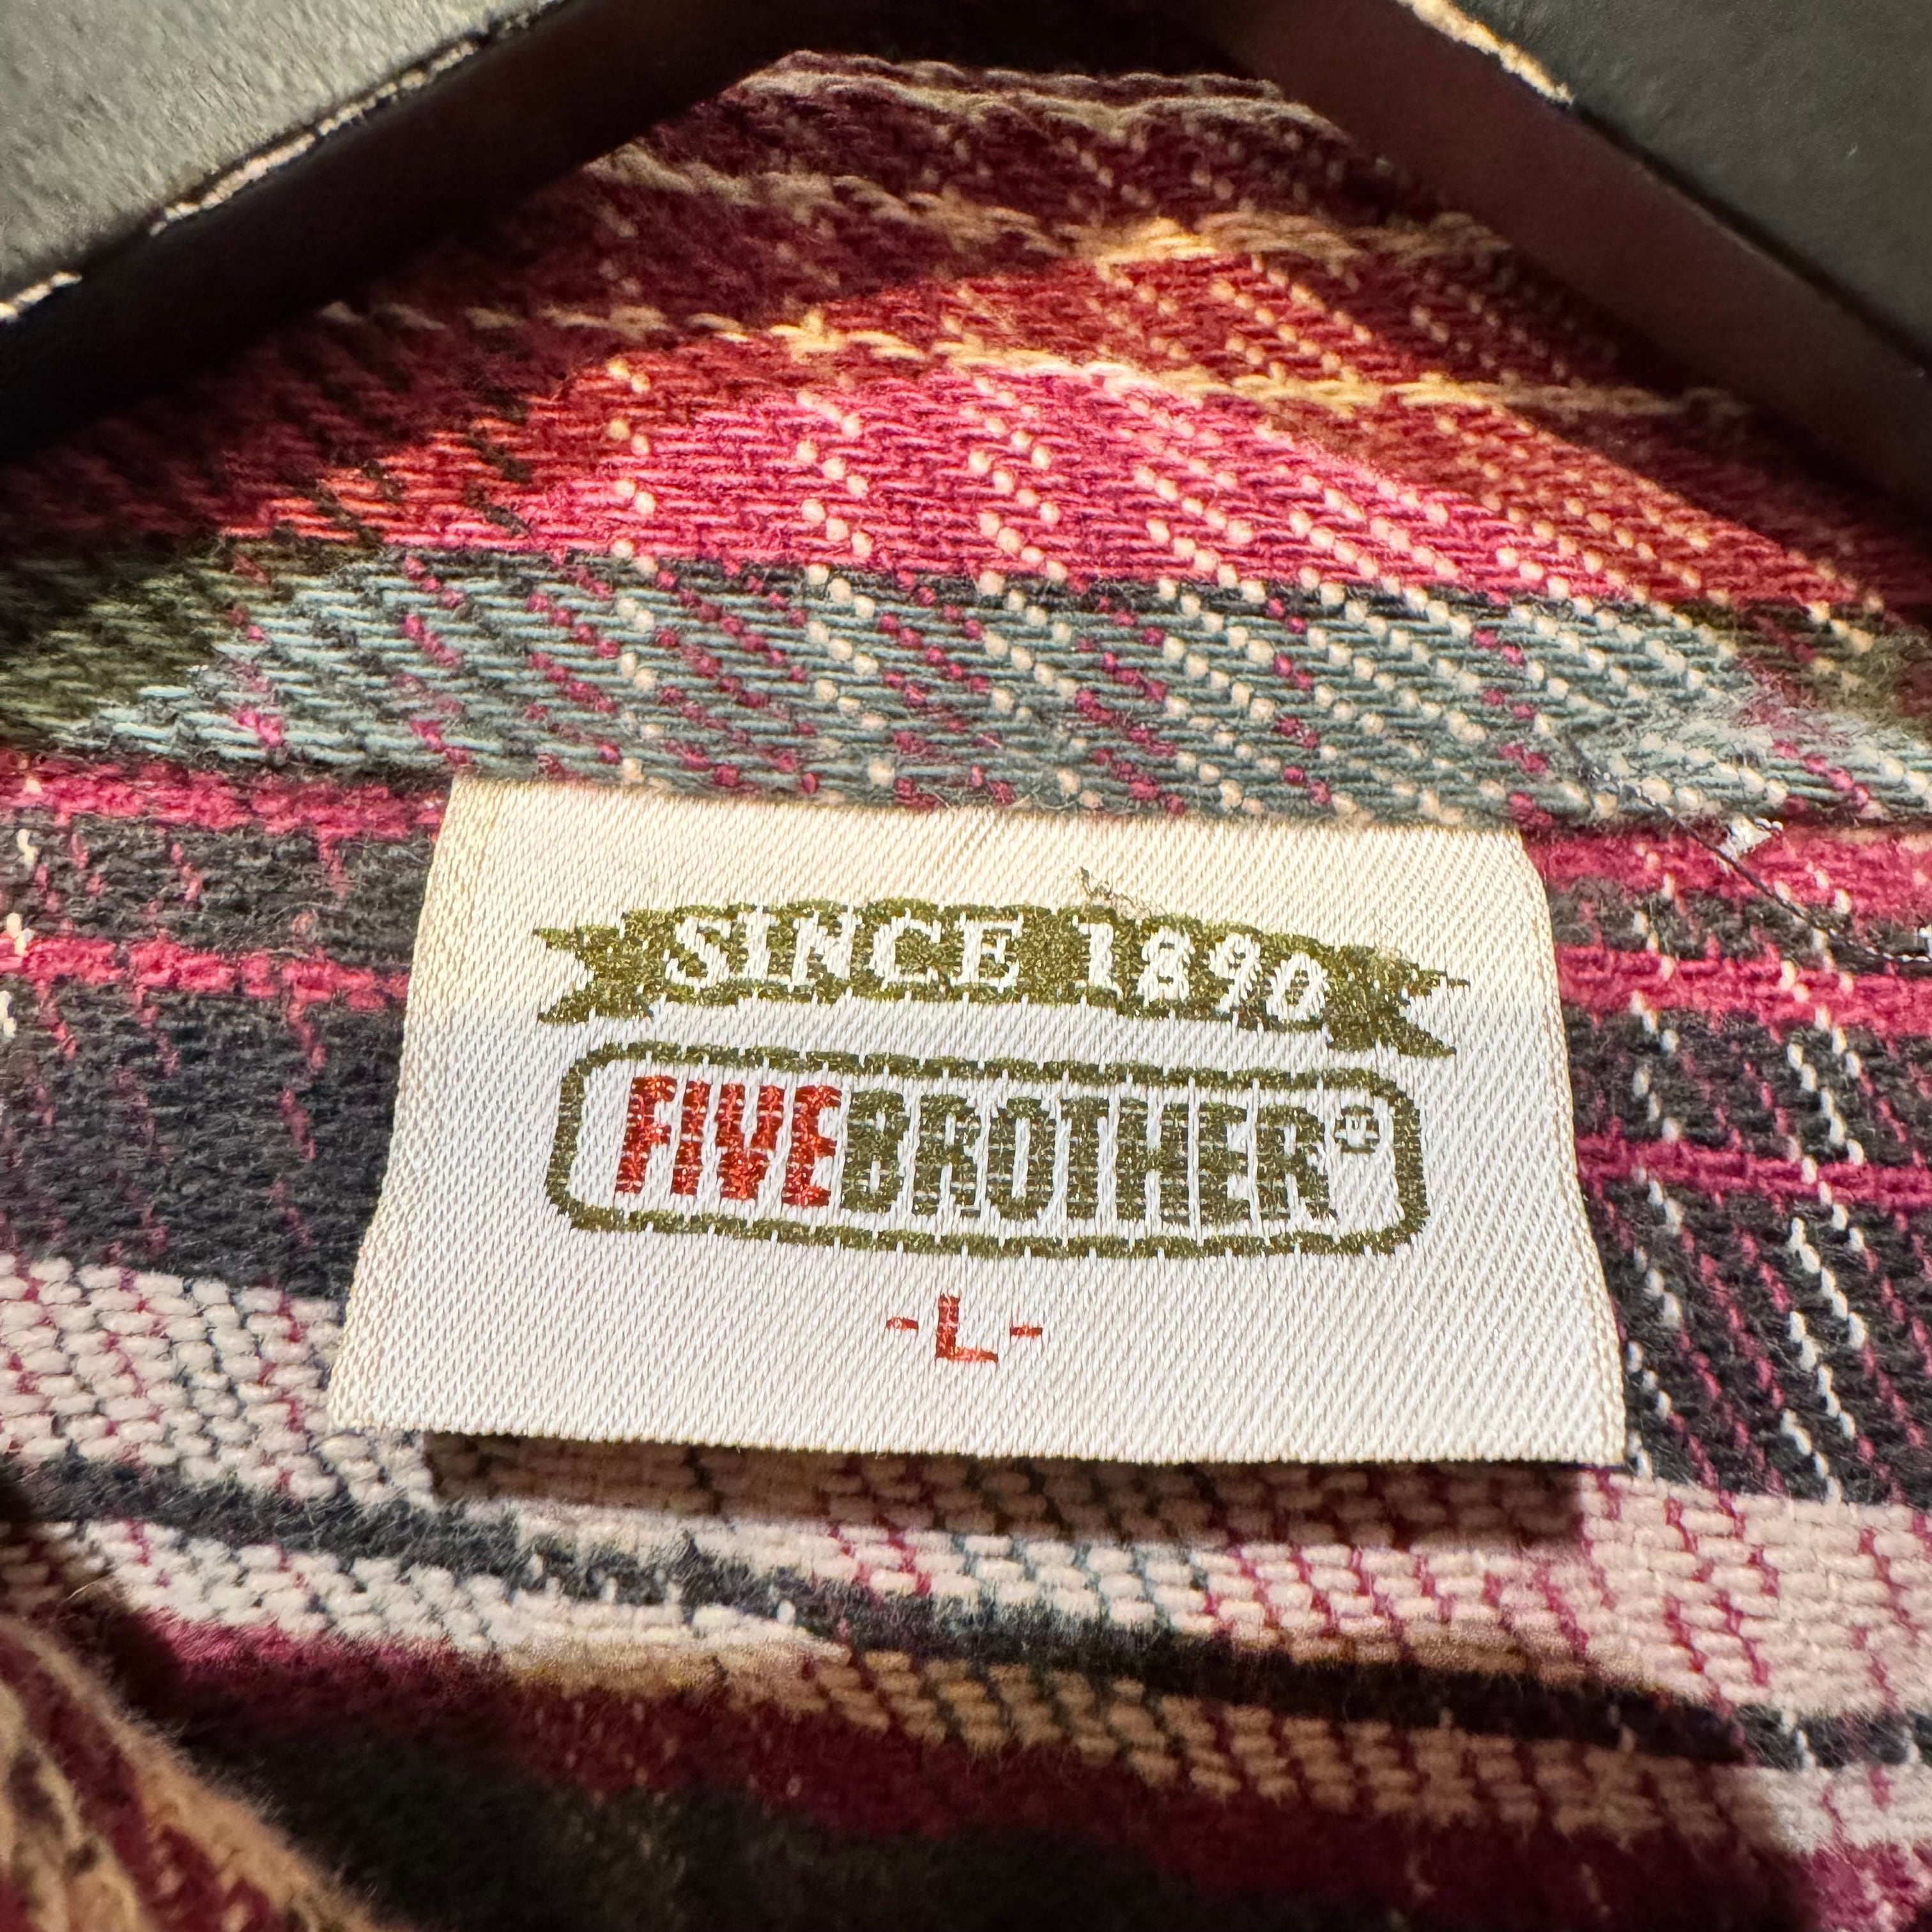 SINCE 1890
FIVEBROTHER®
-L-